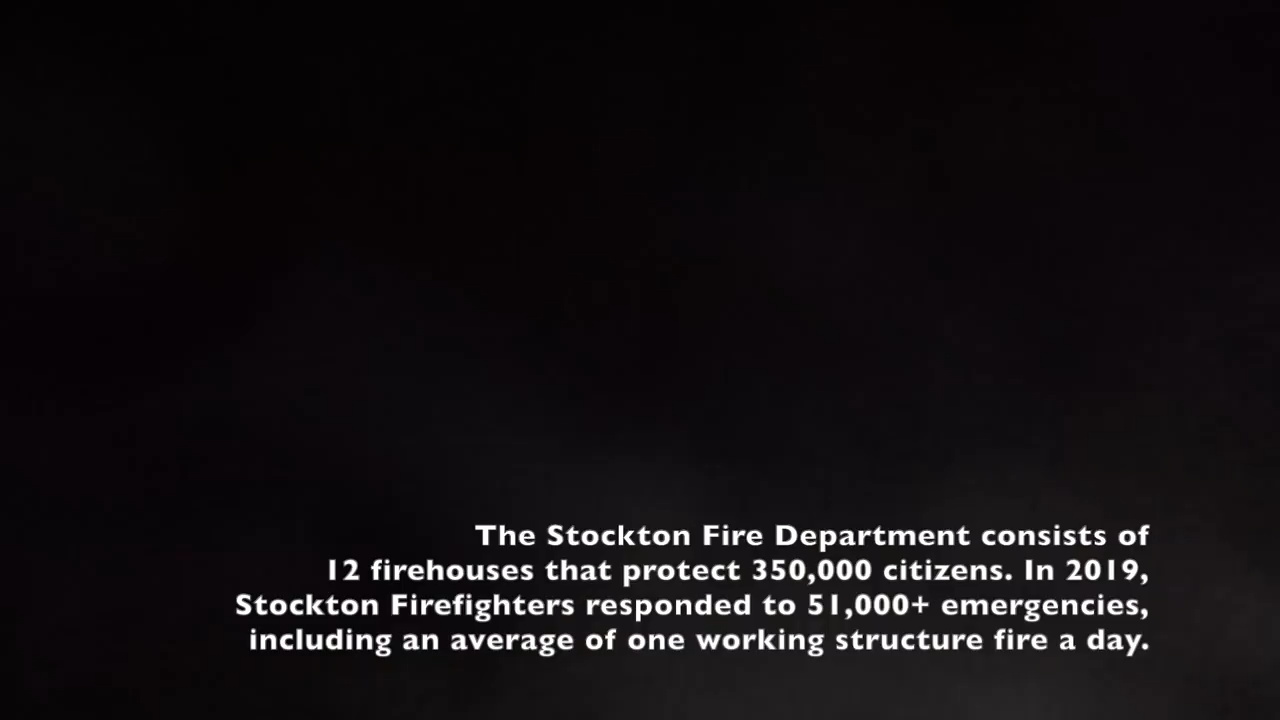 The Stockton Fire Department consists of
12 firehouses that protect 350,000 citizens. In 2019,
Stockton Firefighters responded to 51,000+ emergencies,
including an average of one working structure fire a day.